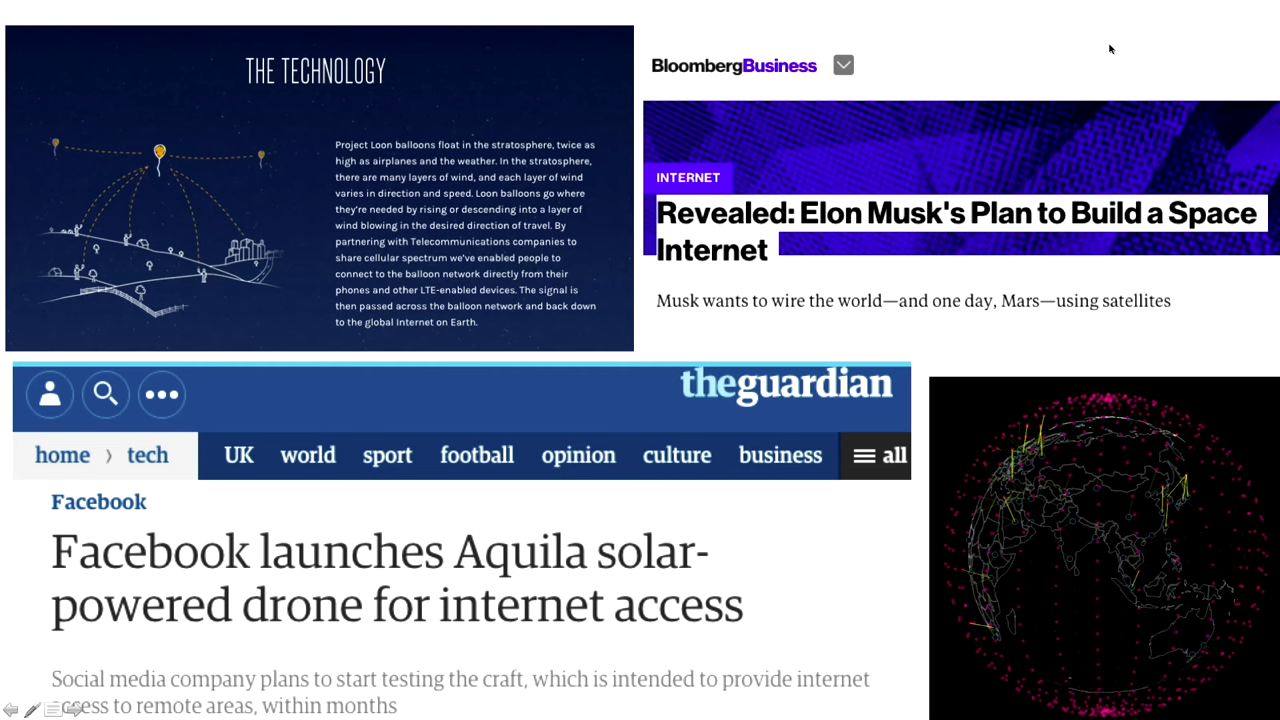 THE TECHNOLOGY
Project Loon balloons float in the stratosphere, twice as
high as airplanes and the weather. In the stratosphere,
there are many layers of wind, and each layer of wind
varies in direction and speed. Loon balloons go where
they're needed by rising or descending into a layer of
wind blowing in the desired direction of travel. By
partnering with Telecommunications companies to
share cellular spectrum we've enabled people to
connect to the balloon network directly from their
phones and other LTE-enabled devices. The signal is
then passed across the balloon network and back down
to the global Internet on Earth.
BloombergBusiness
INTERNET
Revealed: Elon Musk's Plan to Build a Space
Internet
Musk wants to wire the world—and one day, Mars—using satellites
theguardian
home › tech UK world sport football opinion culture business all
Facebook
Facebook launches Aquila solar-
powered drone for internet access
Social media company plans to start testing the craft, which is intended to provide internet
access to remote areas, within months